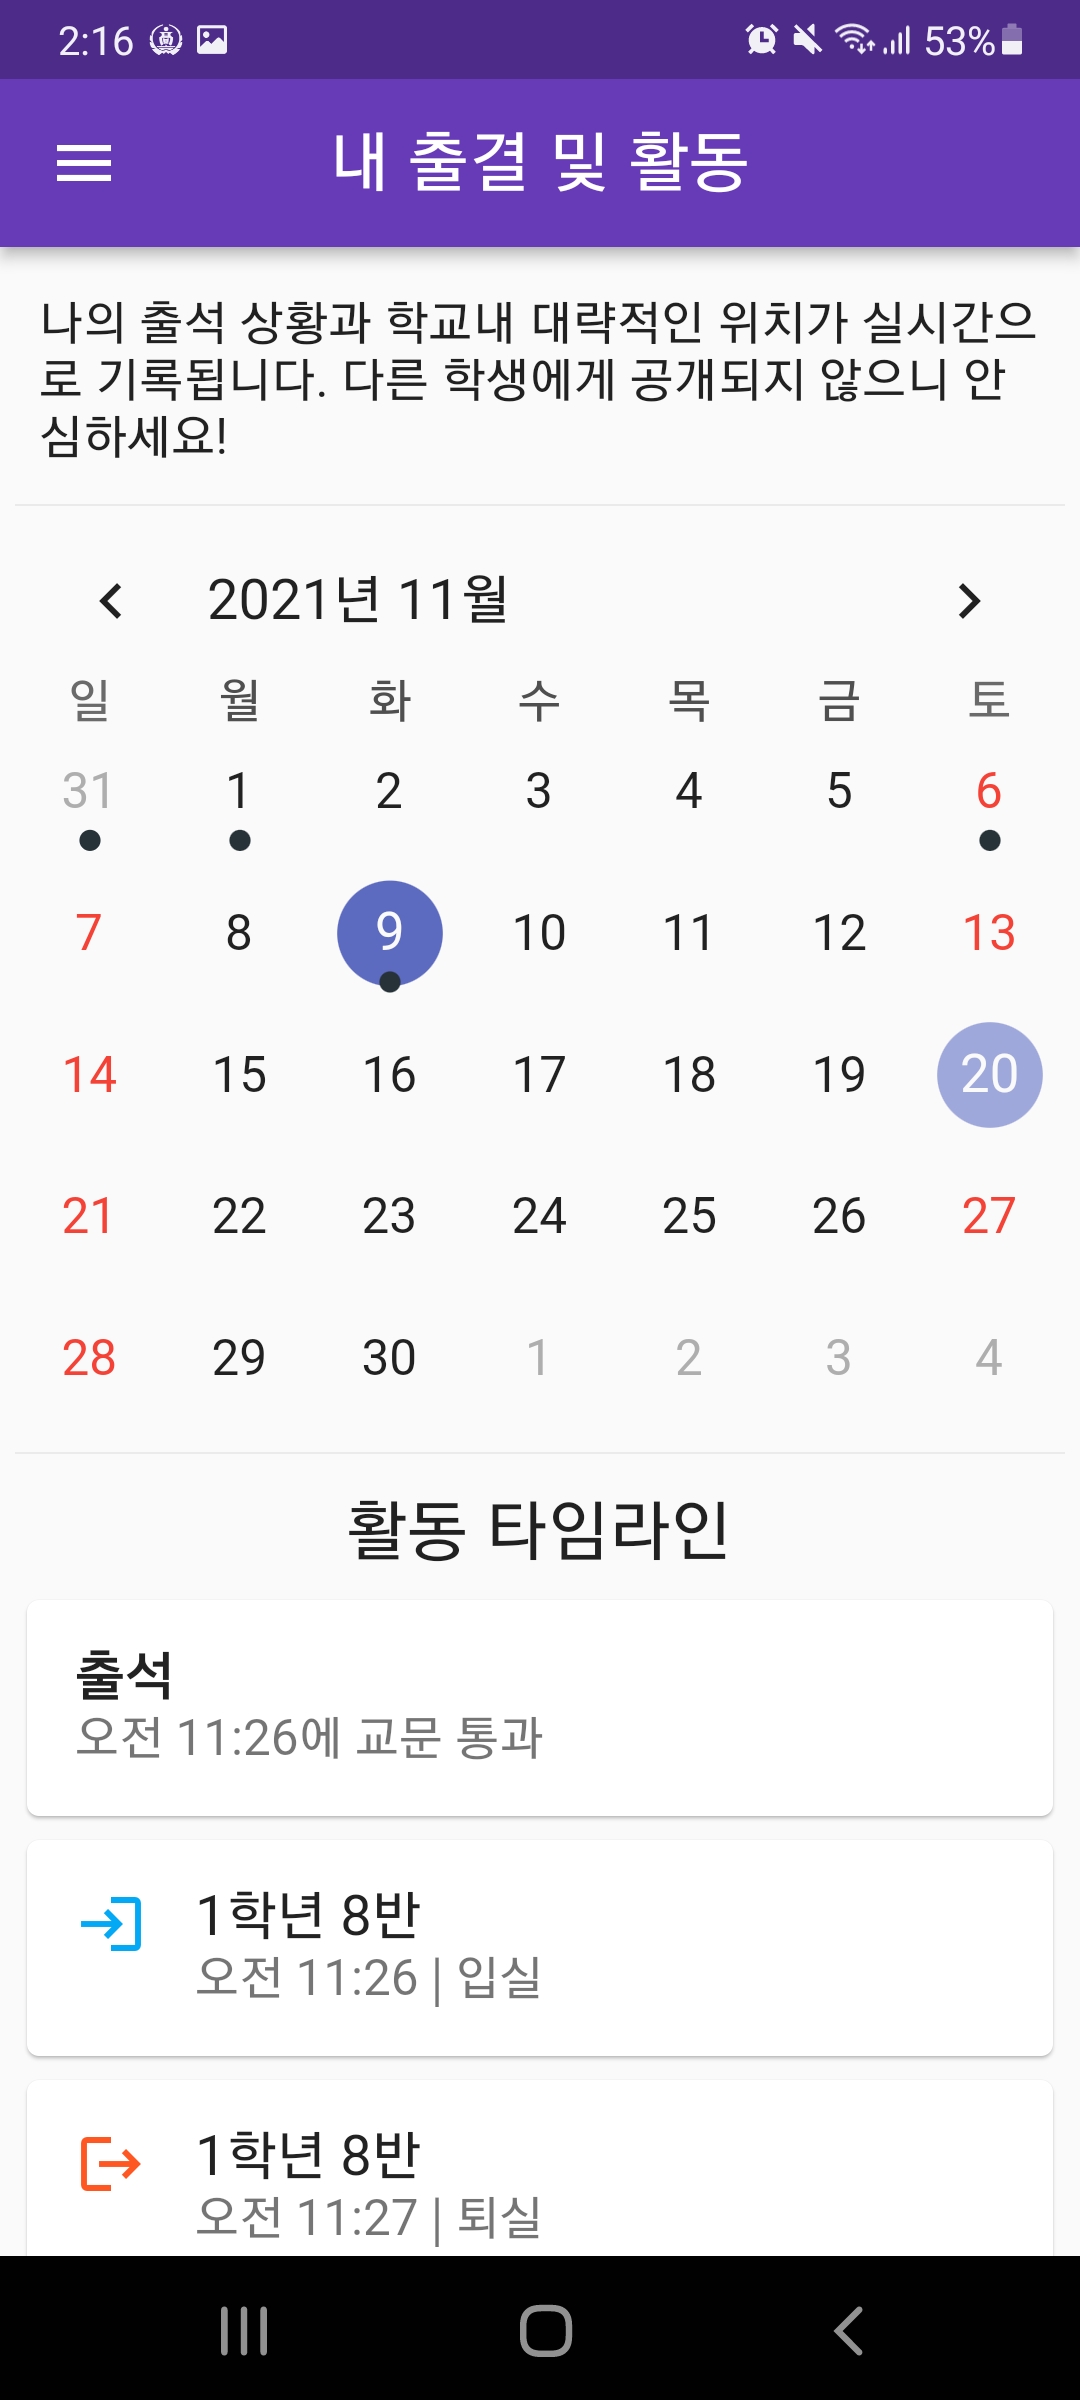 2:16 53%
내 출결 및 활동
나의 출석 상황과 학교내 대략적인 위치가 실시간으
로 기록됩니다. 다른 학생에게 공개되지 않으니 안
심하세요!
2021년 11월
일 월 화 수 목 금 토
31 1 2 3 4 5 6
7 8 9 10 11 12 13
14 15 16 17 18 19 20
21 22 23 24 25 26 27
28 29 30 1 2 3 4
활동 타임라인
출석
오전 11:26에 교문 통과
1학년 8반
오전 11:26 | 입실
1학년 8반
오전 11:27 | 퇴실